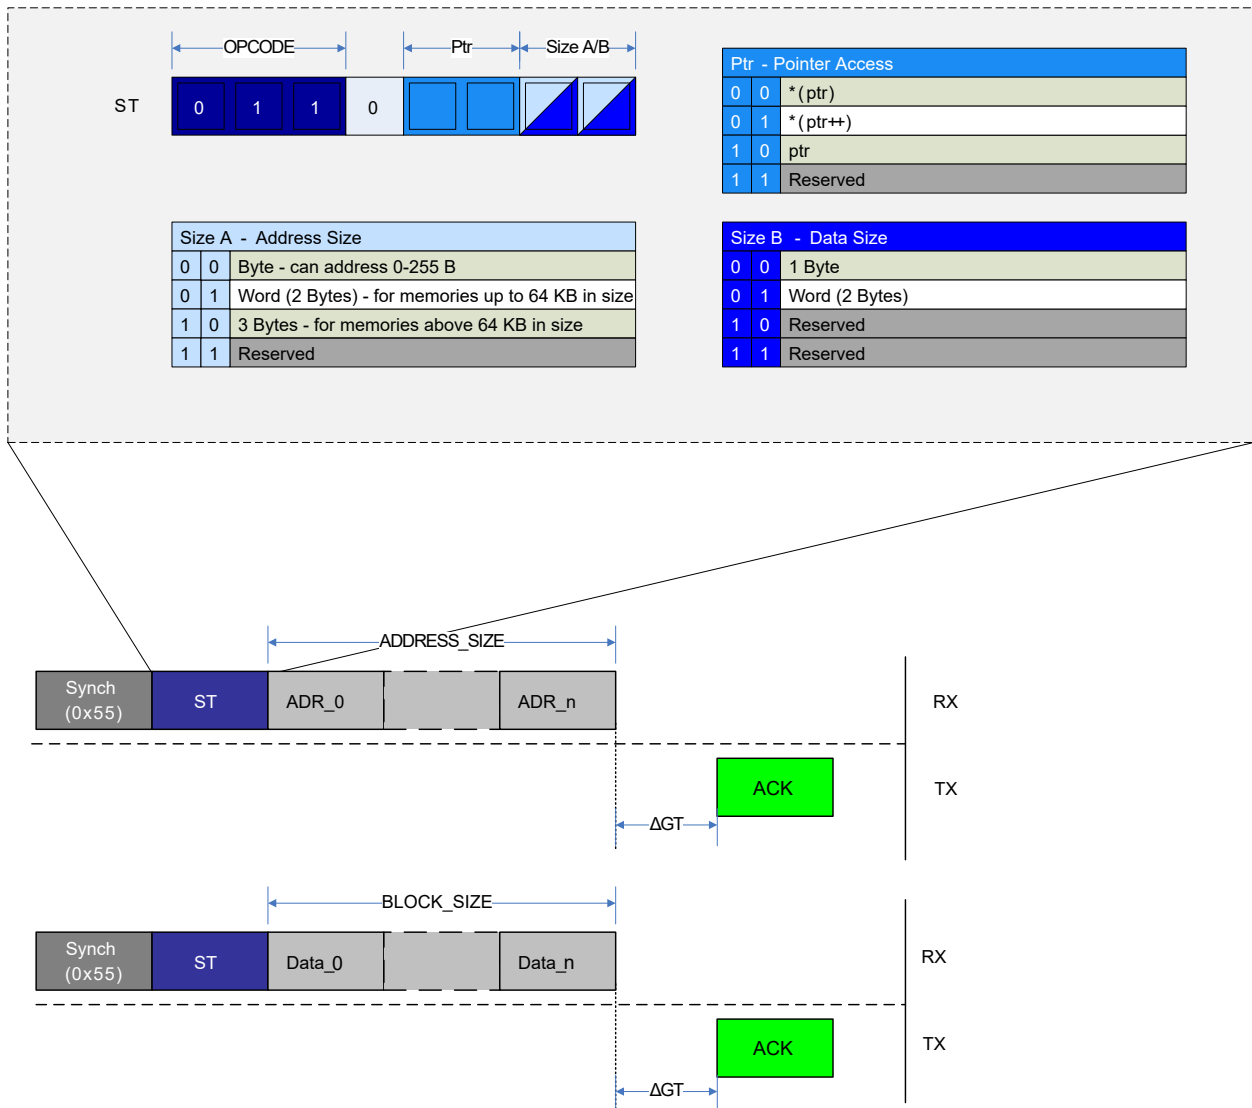 OPCODE Ptr Size A/B
ST 0 1 1 0
Ptr - Pointer Access
0 0 *(ptr)
0 1 *(ptr++)
1 0 ptr
1 1 Reserved
Size A - Address Size
0 0 Byte - can address 0-255 B
0 1 Word (2 Bytes) - for memories up to 64 KB in size
1 0 3 Bytes - for memories above 64 KB in size
1 1 Reserved
Size B - Data Size
0 0 1 Byte
0 1 Word (2 Bytes)
1 0 Reserved
1 1 Reserved
ADDRESS_SIZE
Synch
(0x55)
ST ADR_0 ADR_n RX
ACK TX
ΔGT
BLOCK_SIZE
Synch
(0x55)
ST Data_0 Data_n RX
ACK TX
ΔGT